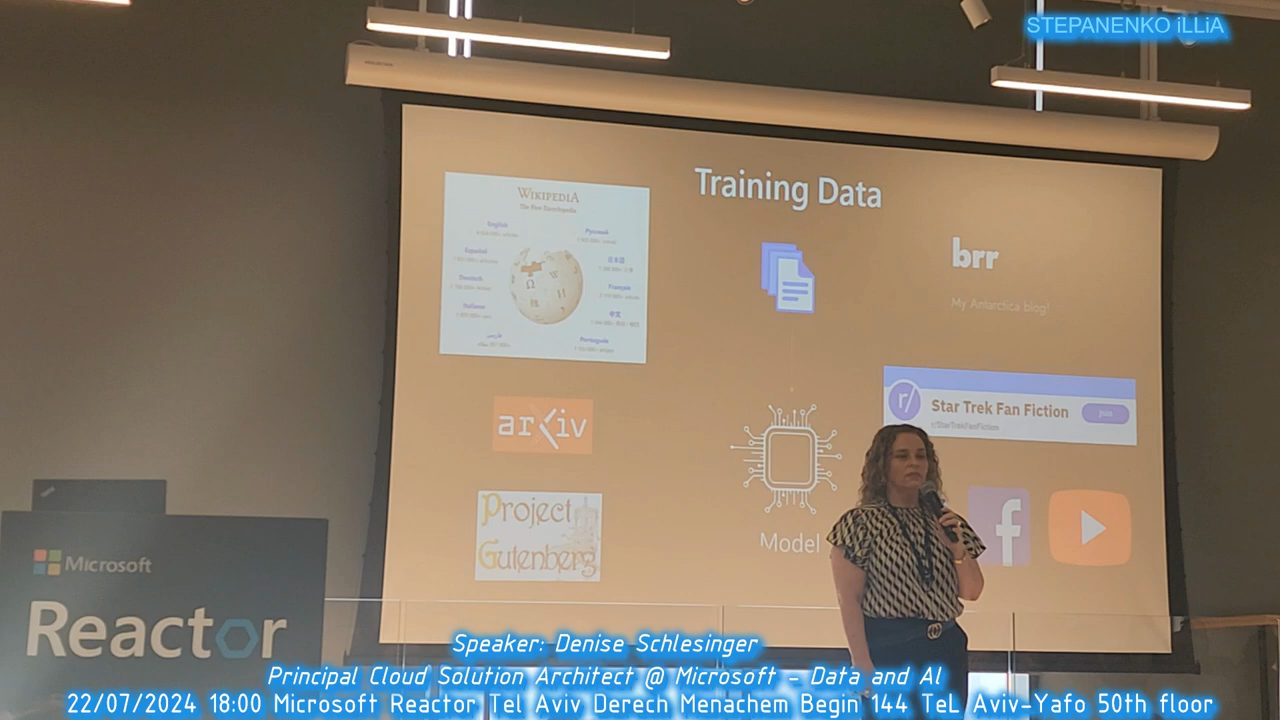 STEPANENKO iLLiA
Training Data
WIKIPEDIA
The Free Encyclopedia
English
Русский
Español
日本語
Deutsch
Français
Italiano
中文
فارسی
Português
brr
My Antarctica blog!
arXiv
r/
Star Trek Fan Fiction
Join
r/StarTrekFanFiction
Project
Gutenberg
f
Model
Microsoft
Reactor
Speaker: Denise Schlesinger
Principal Cloud Solution Architect @ Microsoft - Data and AI
22/07/2024 18:00 Microsoft Reactor Tel Aviv Derech Menachem Begin 144 TeL Aviv-Yafo 50th floor